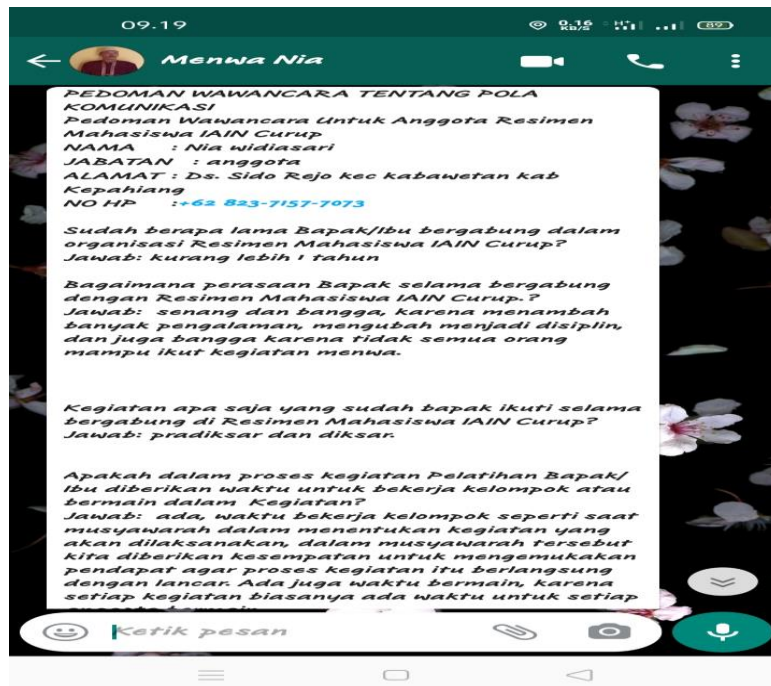 09.19
0.16 KB/S
H+
89
Menwa Nia
PEDOMAN WAWANCARA TENTANG POLA
KOMUNIKASI
Pedoman Wawancara Untuk Anggota Resimen
Mahasiswa IAIN Curup
NAMA : Nia widiasari
JABATAN : anggota
ALAMAT : Ds. Sido Rejo kec kabawetan kab
Kepahiang
NO HP :+62 823-7157-7073
Sudah berapa lama Bapak/Ibu bergabung dalam
organisasi Resimen Mahasiswa IAIN Curup?
Jawab: kurang lebih 1 tahun
Bagaimana perasaan Bapak selama bergabung
dengan Resimen Mahasiswa IAIN Curup.?
Jawab: senang dan bangga, karena menambah
banyak pengalaman, mengubah menjadi disiplin,
dan juga bangga karena tidak semua orang
mampu ikut kegiatan menwa.
Kegiatan apa saja yang sudah bapak ikuti selama
bergabung di Resimen Mahasiswa IAIN Curup?
Jawab: pradiksar dan diksar.
Apakah dalam proses kegiatan Pelatihan Bapak/
Ibu diberikan waktu untuk bekerja kelompok atau
bermain dalam Kegiatan?
Jawab: ada, waktu bekerja kelompok seperti saat
musyawarah dalam menentukan kegiatan yang
akan dilaksanakan, dalam musyawarah tersebut
kita diberikan kesempatan untuk mengemukakan
pendapat agar proses kegiatan itu berlangsung
dengan lancar. Ada juga waktu bermain, karena
setiap kegiatan biasanya ada waktu untuk setiap
Ketik pesan